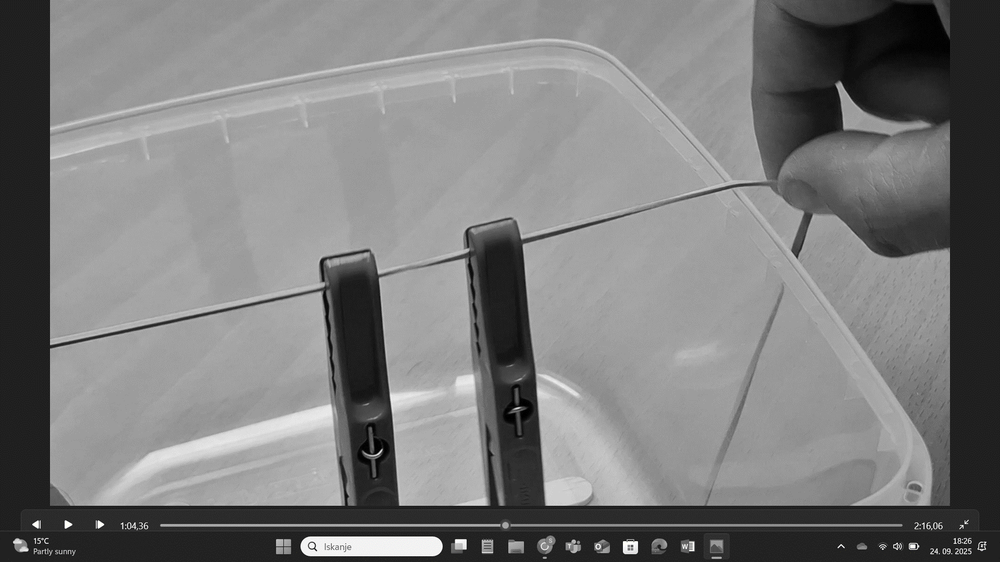 1:04,36
2:16,06
15°C
Partly sunny
Iskanje
18:26
24. 09. 2025